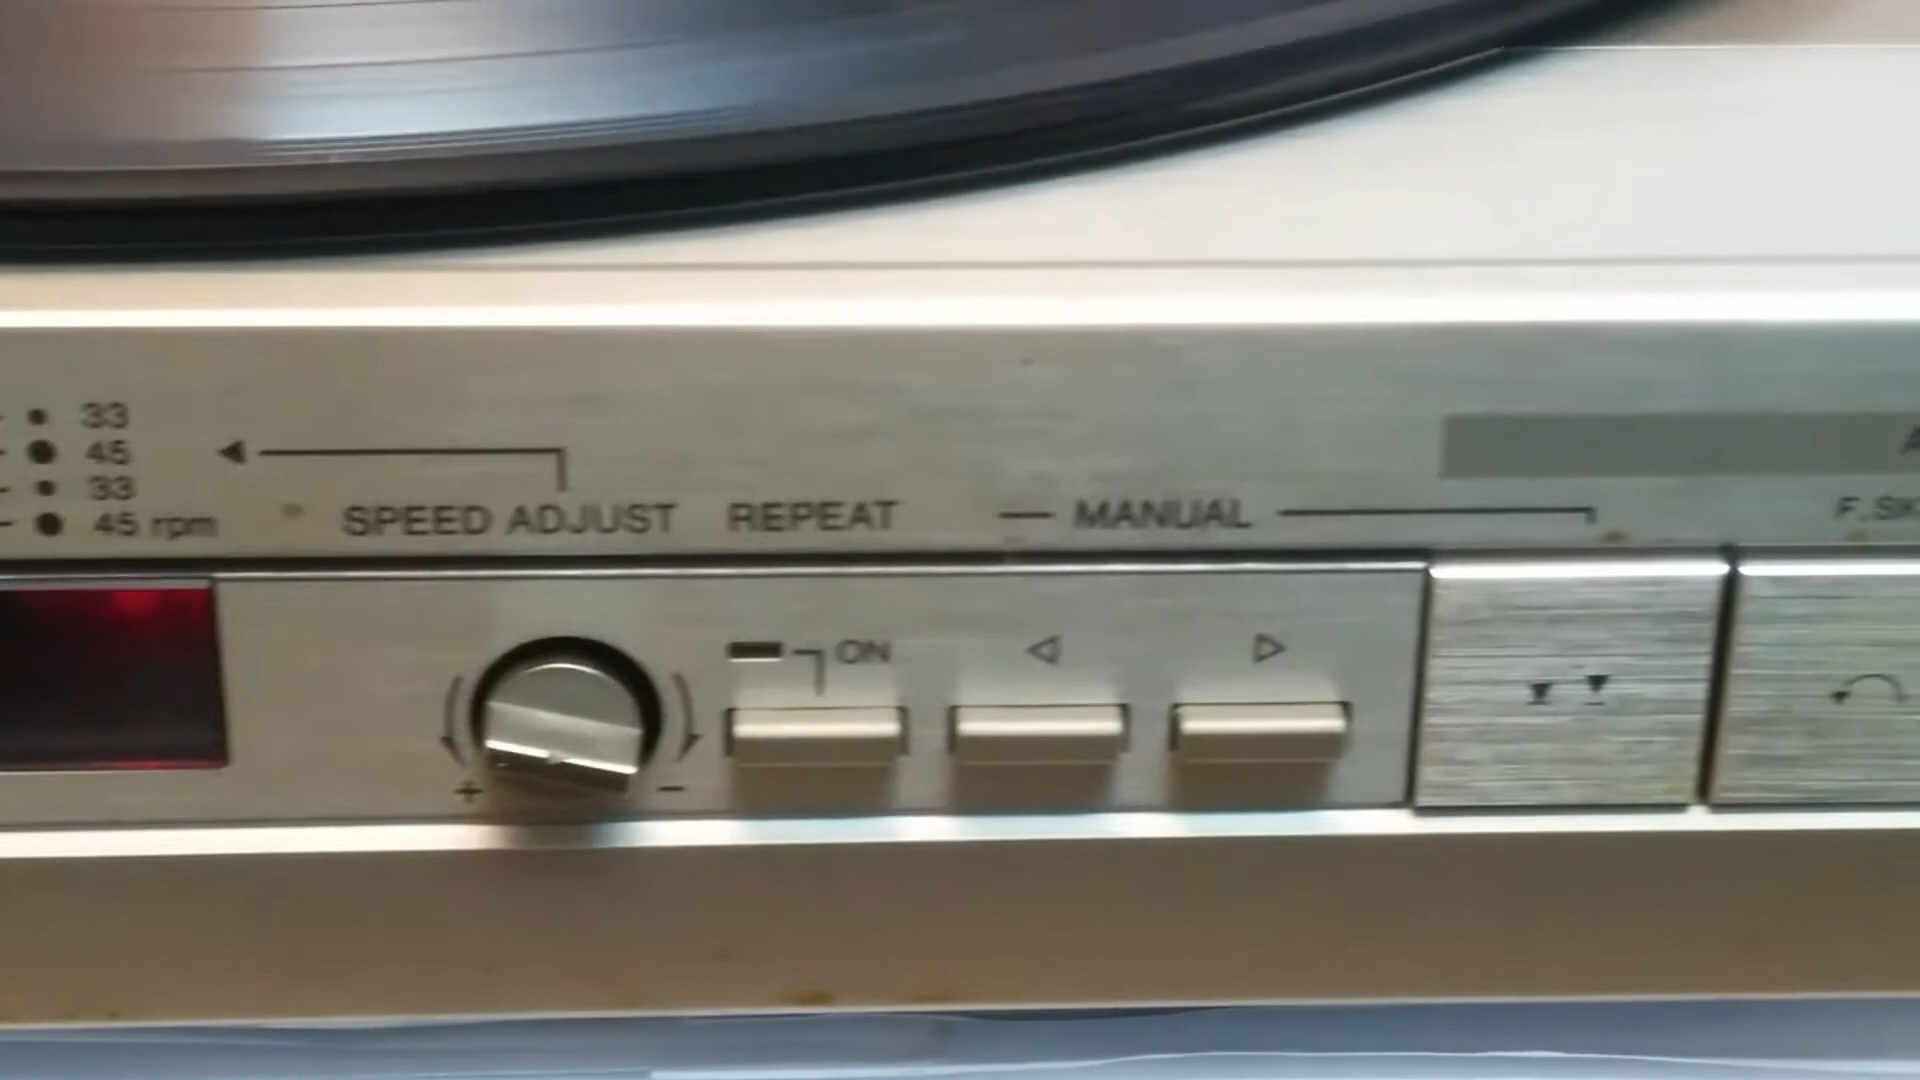 33
45
33
45 rpm
SPEED ADJUST
REPEAT
MANUAL
ON
+
−